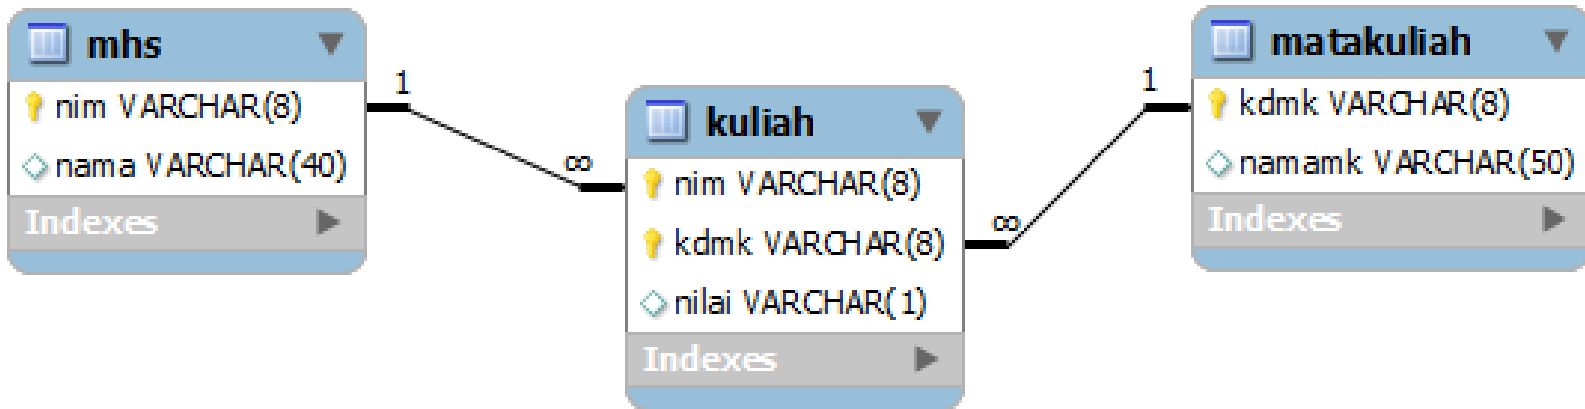 mhs
nim VARCHAR(8)
nama VARCHAR(40)
Indexes
1
∞
kuliah
nim VARCHAR(8)
kdmk VARCHAR(8)
nilai VARCHAR(1)
Indexes
∞
1
matakuliah
kdmk VARCHAR(8)
namamk VARCHAR(50)
Indexes